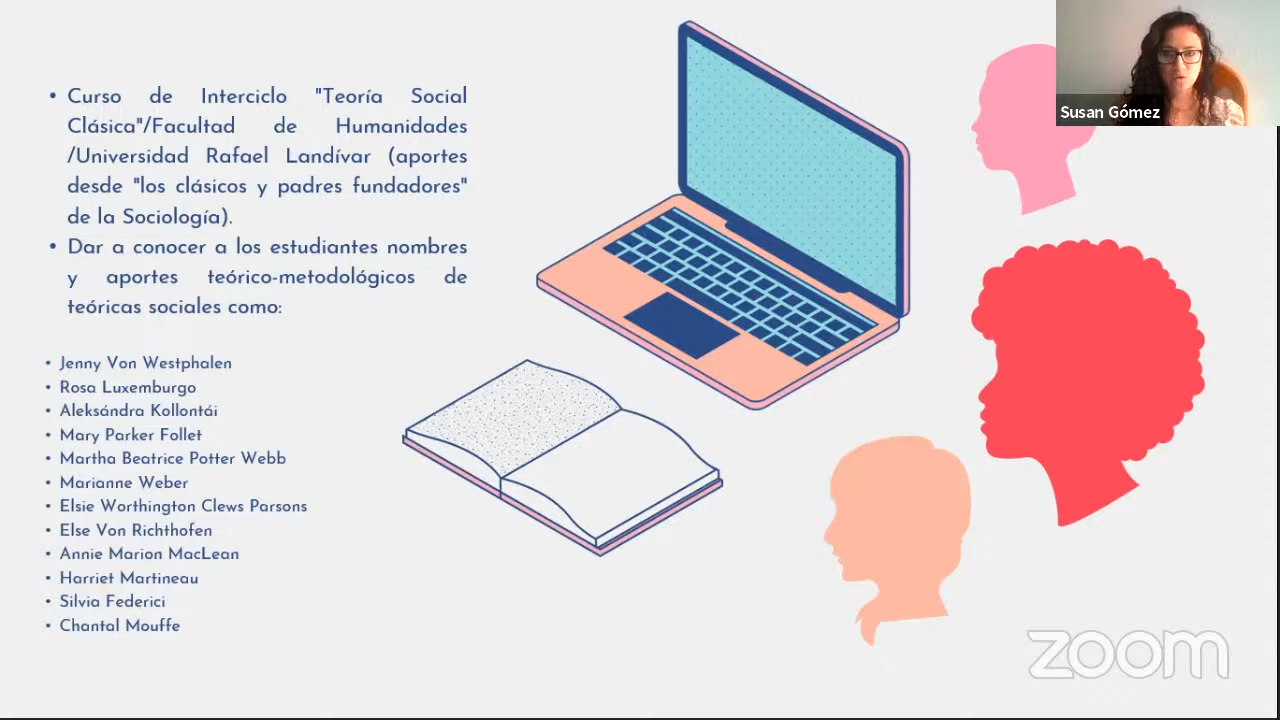 • Curso de Interciclo "Teoría Social
Clásica"/Facultad de Humanidades
/Universidad Rafael Landívar (aportes
desde "los clásicos y padres fundadores"
de la Sociología).
• Dar a conocer a los estudiantes nombres
y aportes teórico-metodológicos de
teóricas sociales como:
• Jenny Von Westphalen
• Rosa Luxemburgo
• Aleksándra Kollontái
• Mary Parker Follet
• Martha Beatrice Potter Webb
• Marianne Weber
• Elsie Worthington Clews Parsons
• Else Von Richthofen
• Annie Marion MacLean
• Harriet Martineau
• Silvia Federici
• Chantal Mouffe
Susan Gómez
zoom